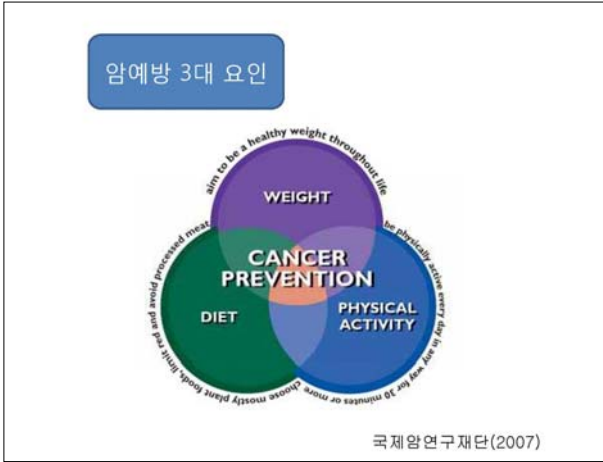 암예방 3대 요인
aim to be a healthy weight throughout life
WEIGHT
CANCER
PREVENTION
DIET
PHYSICAL
ACTIVITY
be physically active every day in any way for 30 minutes or more
choose mostly plant foods, limit red and avoid processed meat
국제암연구재단(2007)